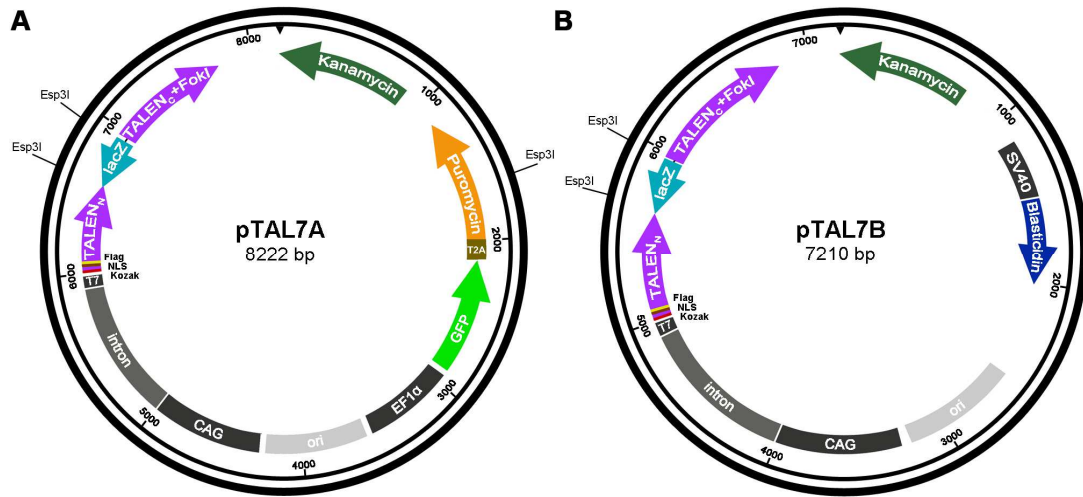 A
8000
Kanamycin
1000
Esp3I
7000
TALENC+FokI
Esp3I
lacZ
Puromycin
Esp3I
TALENN
pTAL7A
8222 bp
2000
T2A
Flag
NLS
Kozak
6000
T7
GFP
intron
EF1α
3000
5000
CAG
ori
4000
B
7000
Kanamycin
1000
Esp3I
6000
TALENC+FokI
SV40
Esp3I
lacZ
Blasticidin
TALENN
pTAL7B
7210 bp
2000
Flag
NLS
Kozak
5000
T7
intron
ori
CAG
3000
4000